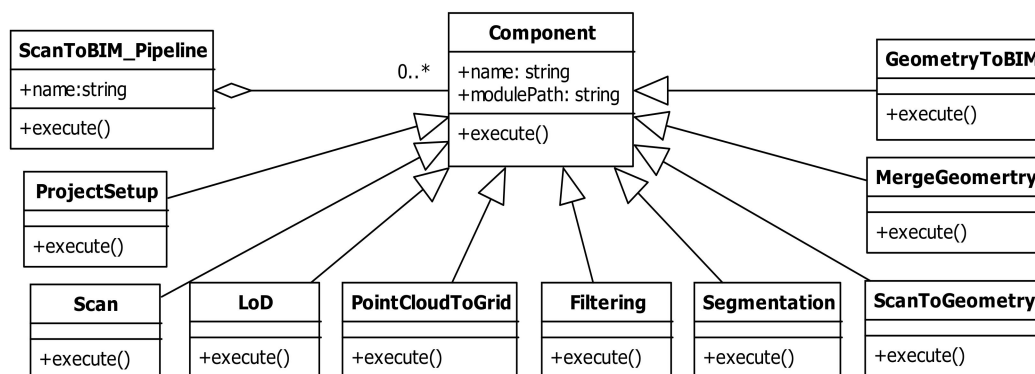 ScanToBIM_Pipeline
+name:string
+execute()
0..*
Component
+name: string
+modulePath: string
+execute()
GeometryToBIM
+execute()
ProjectSetup
+execute()
MergeGeomertry
+execute()
Scan
+execute()
LoD
+execute()
PointCloudToGrid
+execute()
Filtering
+execute()
Segmentation
+execute()
ScanToGeometry
+execute()